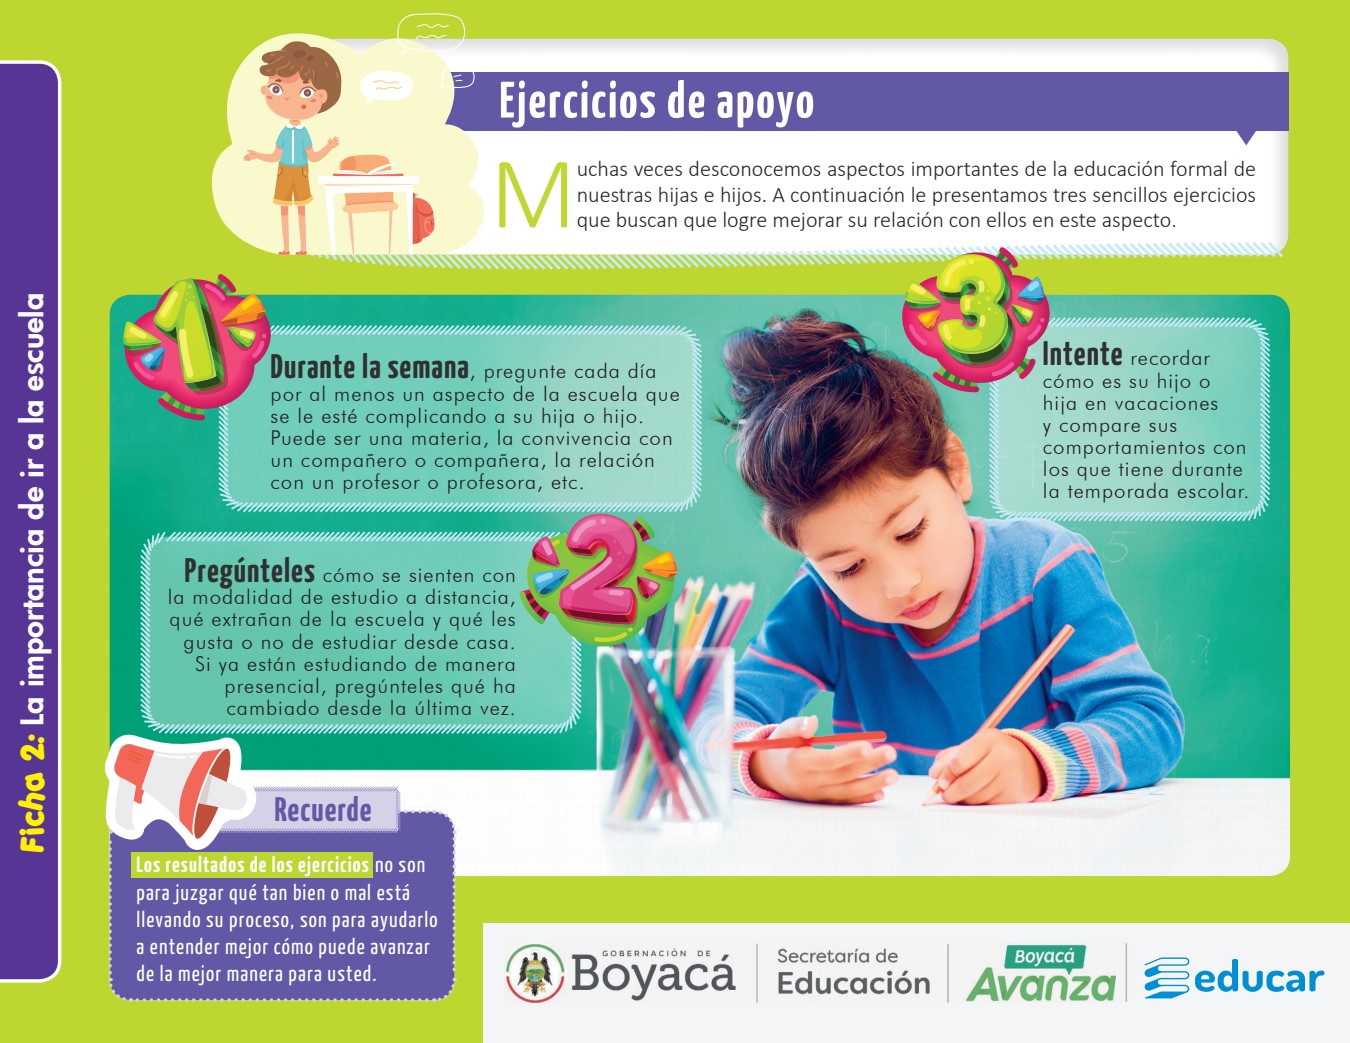 Ficha 2: La importancia de ir a la escuela
Ejercicios de apoyo
Muchas veces desconocemos aspectos importantes de la educación formal de
nuestras hijas e hijos. A continuación le presentamos tres sencillos ejercicios
que buscan que logre mejorar su relación con ellos en este aspecto.
1
Durante la semana, pregunte cada día
por al menos un aspecto de la escuela que
se le esté complicando a su hija o hijo.
Puede ser una materia, la convivencia con
un compañero o compañera, la relación
con un profesor o profesora, etc.
2
Pregúnteles cómo se sienten con
la modalidad de estudio a distancia,
qué extrañan de la escuela y qué les
gusta o no de estudiar desde casa.
Si ya están estudiando de manera
presencial, pregúnteles qué ha
cambiado desde la última vez.
3
Intente recordar
cómo es su hijo o
hija en vacaciones
y compare sus
comportamientos con
los que tiene durante
la temporada escolar.
Recuerde
Los resultados de los ejercicios no son
para juzgar qué tan bien o mal está
llevando su proceso, son para ayudarlo
a entender mejor cómo puede avanzar
de la mejor manera para usted.
GOBERNACIÓN DE
Boyacá
Secretaría de
Educación
Boyacá
Avanza
educar